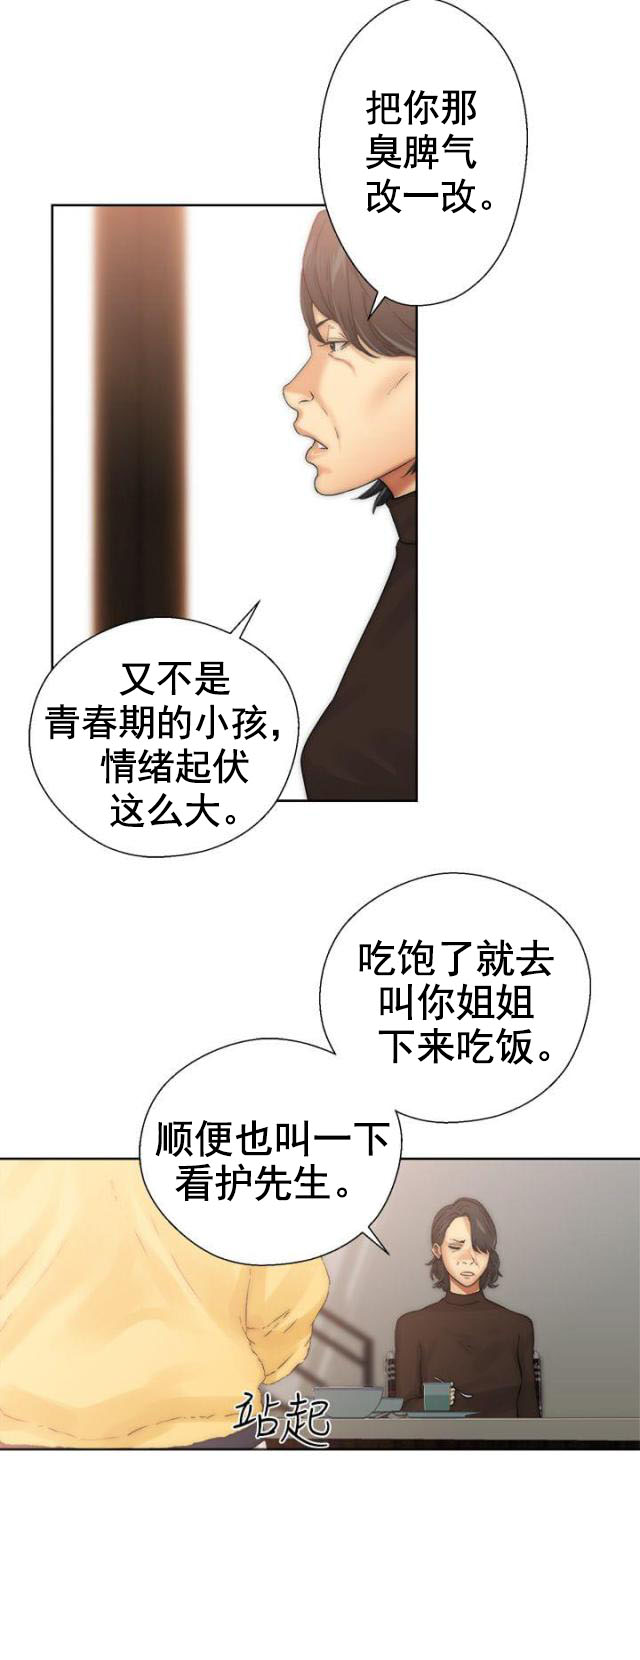 把你那
臭脾气
改一改。
又不是
青春期的小孩，
情绪起伏
这么大。
吃饱了就去
叫你姐姐
下来吃饭。
顺便也叫一下
看护先生。
站起